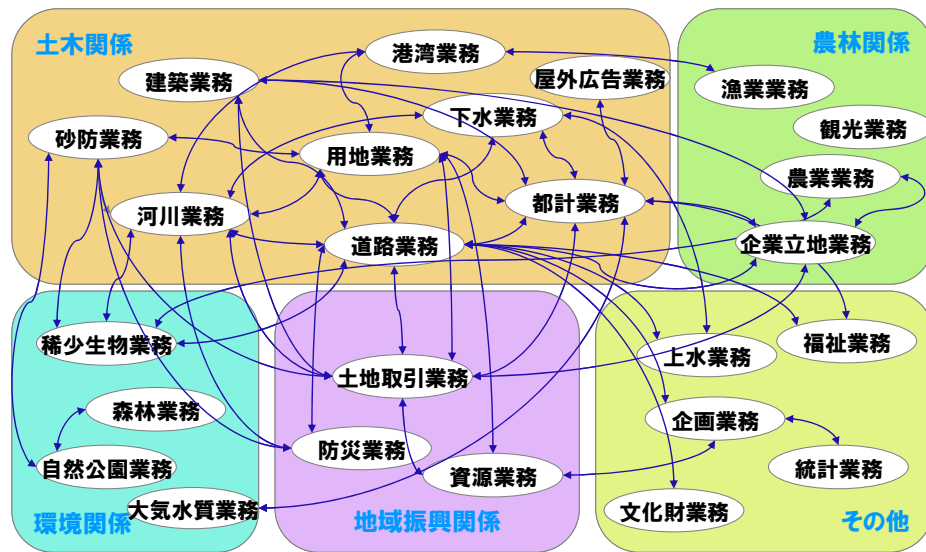 土木関係
港湾業務
建築業務
屋外広告業務
下水業務
砂防業務
用地業務
都計業務
河川業務
道路業務
農林関係
漁業業務
観光業務
農業業務
企業立地業務
稀少生物業務
森林業務
自然公園業務
大気水質業務
環境関係
土地取引業務
防災業務
資源業務
地域振興関係
上水業務
福祉業務
企画業務
統計業務
文化財業務
その他